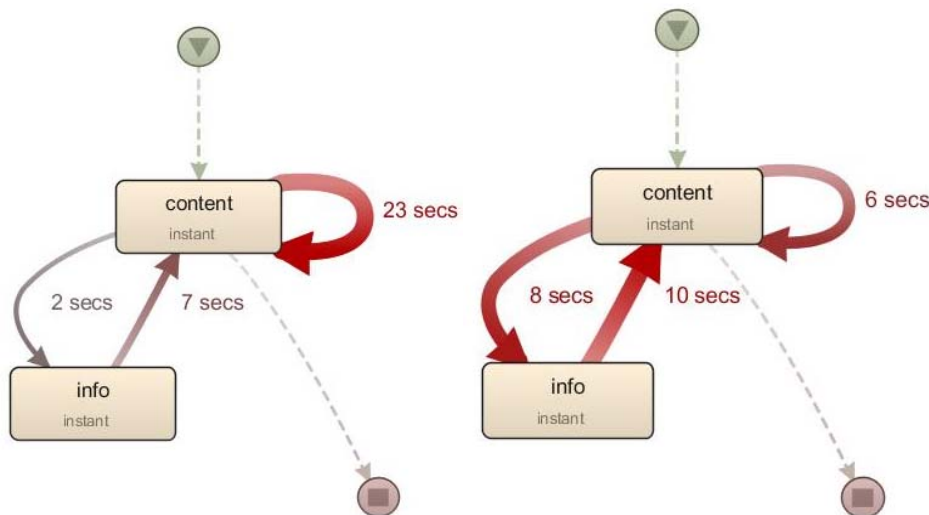 content
instant
23 secs
2 secs
7 secs
info
instant
content
instant
6 secs
8 secs
10 secs
info
instant